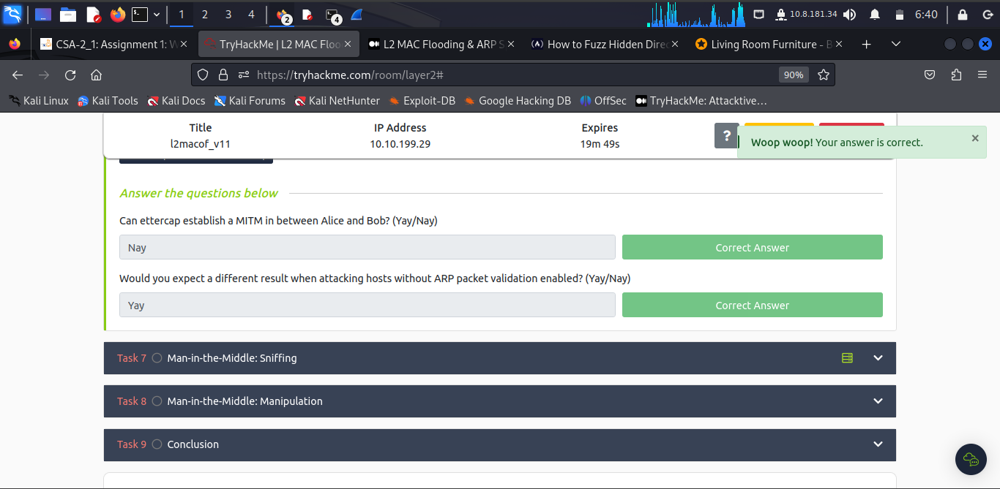 1 2 3 4 2 4 10.8.181.34 6:40
CSA-2_1: Assignment 1: W
TryHackMe | L2 MAC Floo
L2 MAC Flooding & ARP S
How to Fuzz Hidden Direc
Living Room Furniture - B
https://tryhackme.com/room/layer2#
90%
Kali Linux Kali Tools Kali Docs Kali Forums Kali NetHunter Exploit-DB Google Hacking DB OffSec TryHackMe: Attacktive…
Title IP Address Expires
l2macof_v11 10.10.199.29 19m 49s
?
Woop woop! Your answer is correct.
Answer the questions below
Can ettercap establish a MITM in between Alice and Bob? (Yay/Nay)
Nay Correct Answer
Would you expect a different result when attacking hosts without ARP packet validation enabled? (Yay/Nay)
Yay Correct Answer
Task 7 Man-in-the-Middle: Sniffing
Task 8 Man-in-the-Middle: Manipulation
Task 9 Conclusion